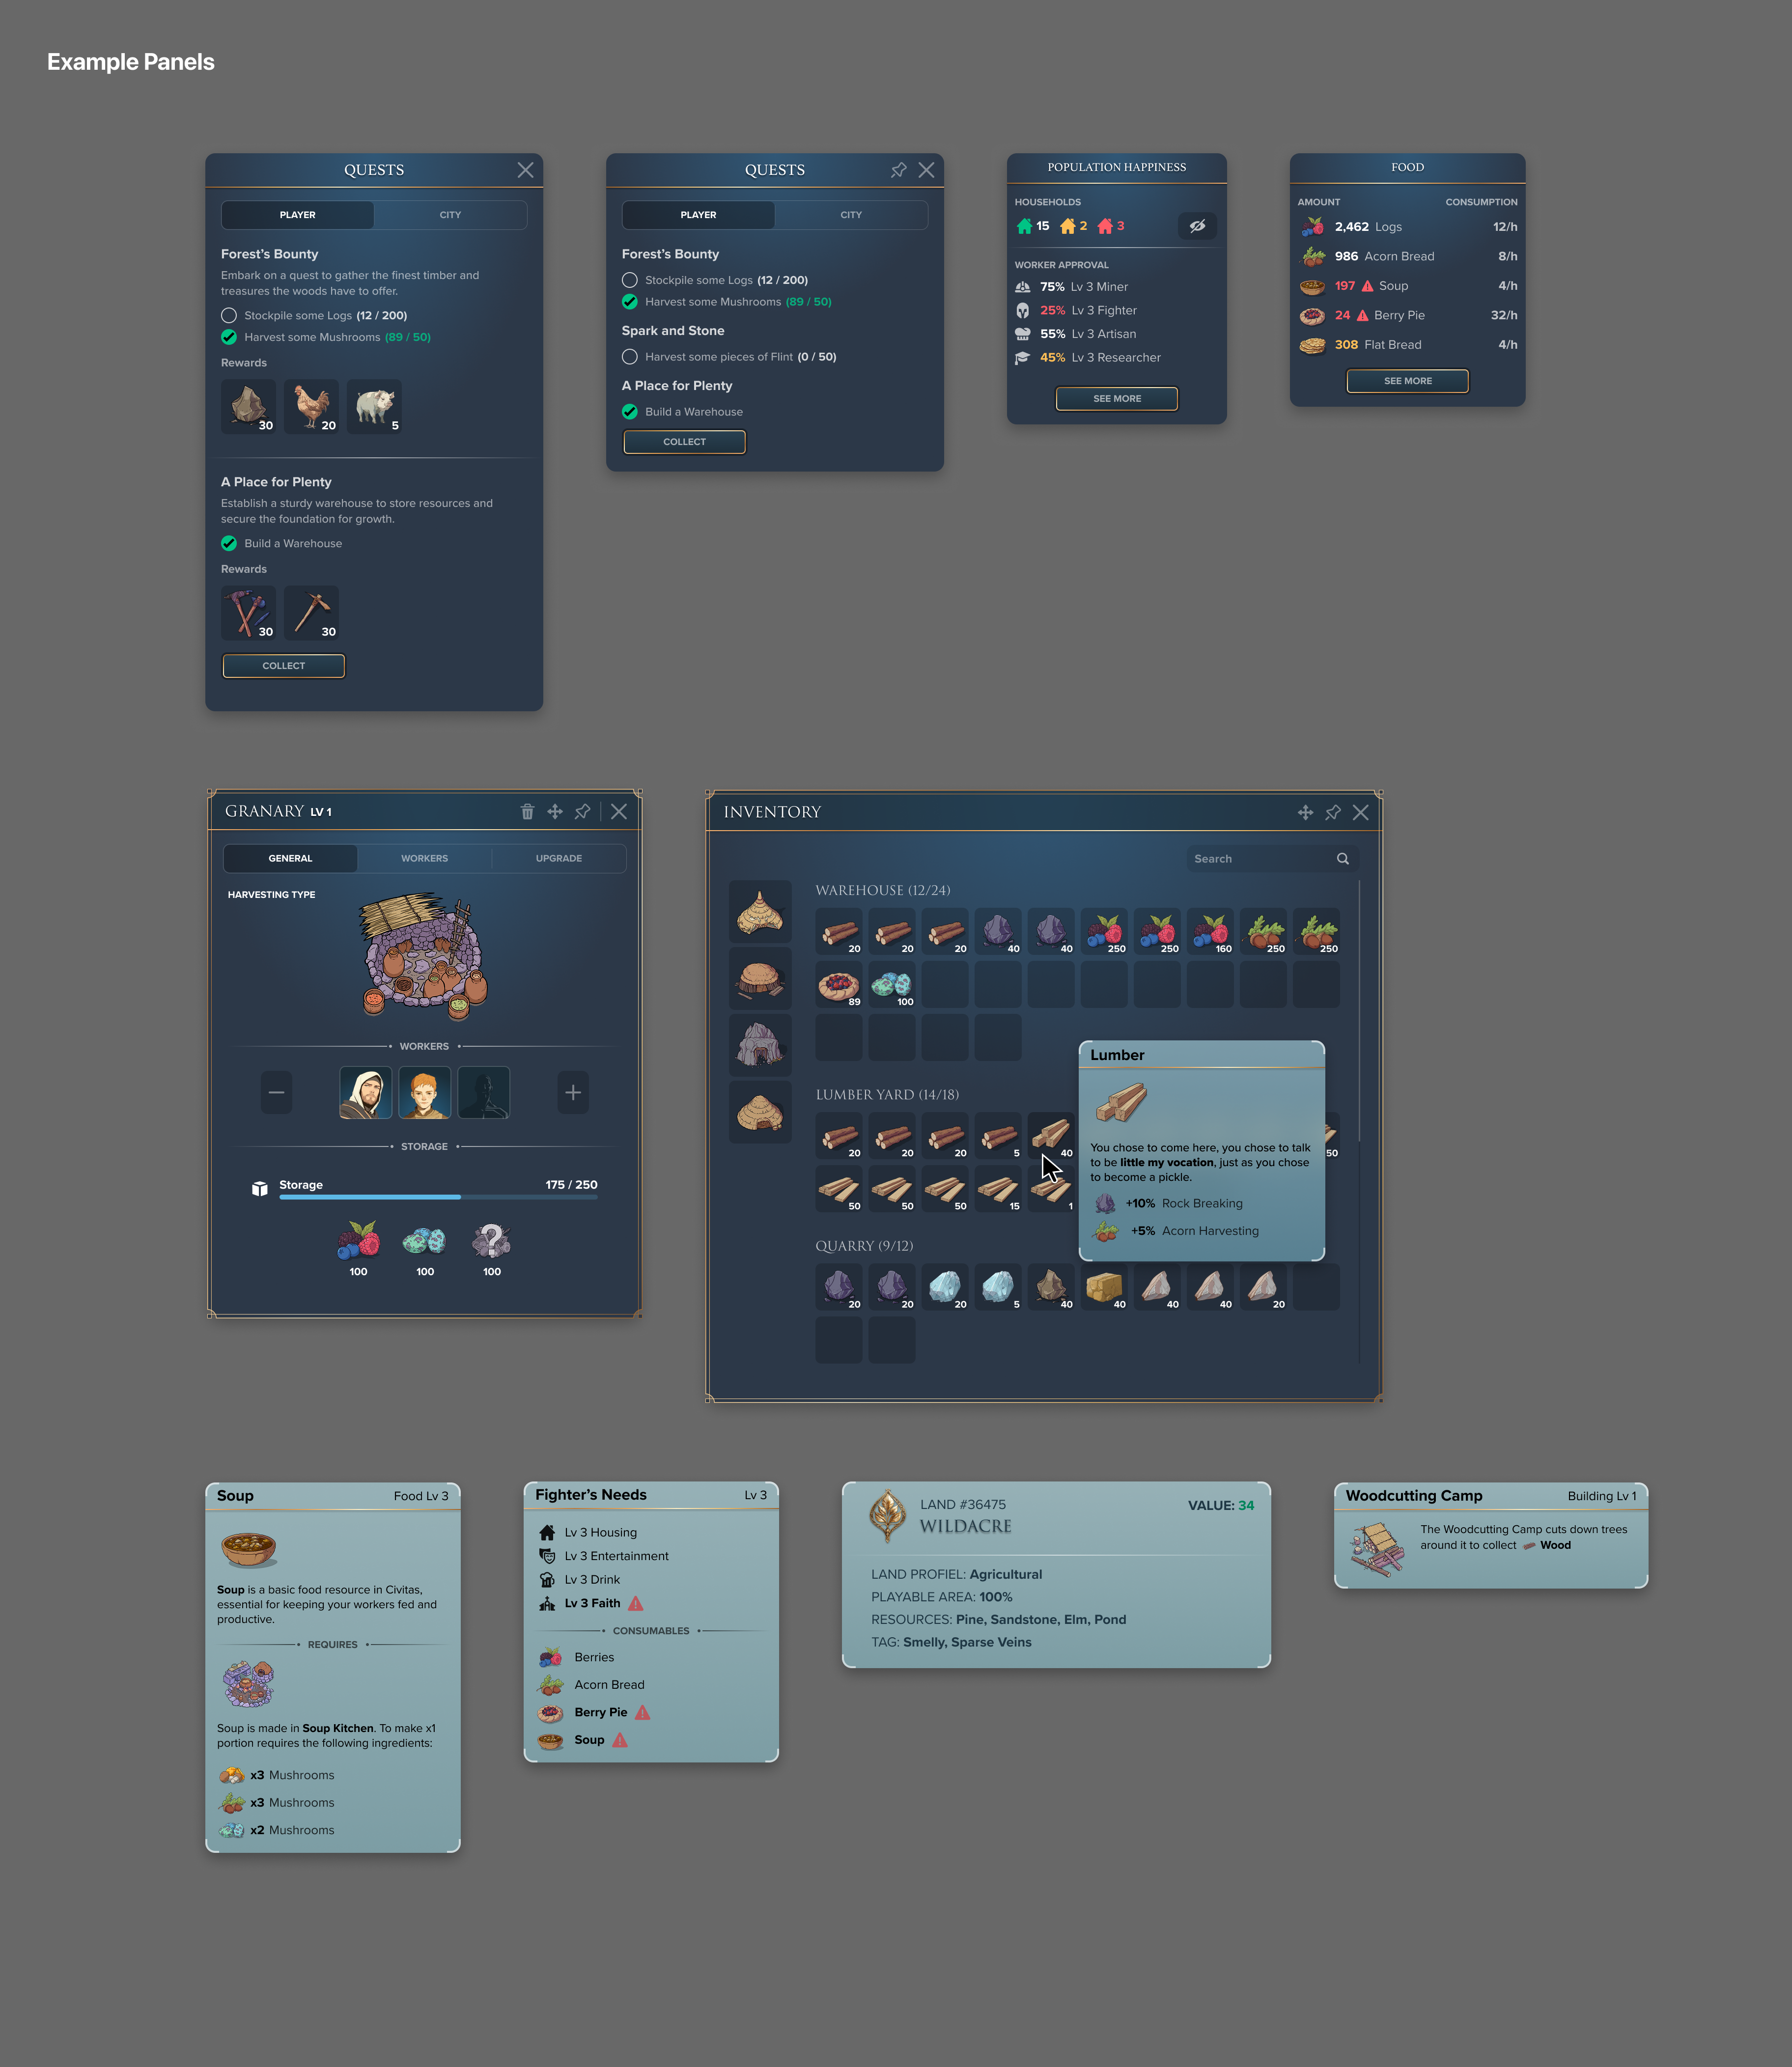 Example Panels
QUESTS
PLAYER CITY
Forest's Bounty
Embark on a quest to gather the finest timber and
treasures the woods have to offer.
Stockpile some Logs (12 / 200)
Harvest some Mushrooms (89 / 50)
Rewards
30 20 5
A Place for Plenty
Establish a sturdy warehouse to store resources and
secure the foundation for growth.
Build a Warehouse
Rewards
30 30
COLLECT
QUESTS
PLAYER CITY
Forest's Bounty
Stockpile some Logs (12 / 200)
Harvest some Mushrooms (89 / 50)
Spark and Stone
Harvest some pieces of Flint (0 / 50)
A Place for Plenty
Build a Warehouse
COLLECT
POPULATION HAPPINESS
HOUSEHOLDS
15 2 3
WORKER APPROVAL
75% Lv 3 Miner
25% Lv 3 Fighter
55% Lv 3 Artisan
45% Lv 3 Researcher
SEE MORE
FOOD
AMOUNT CONSUMPTION
2,462 Logs 12/h
986 Acorn Bread 8/h
197 Soup 4/h
24 Berry Pie 32/h
308 Flat Bread 4/h
SEE MORE
GRANARY LV 1
GENERAL WORKERS UPGRADE
HARVESTING TYPE
WORKERS
STORAGE
Storage 175 / 250
?
100 100 100
INVENTORY
Search
WAREHOUSE (12/24)
20 20 20 40 40 250 250 160 250 250
89 100
LUMBER YARD (14/18)
20 20 20 5 40 50
50 50 50 15 1
QUARRY (9/12)
20 20 20 5 40 40 40 40 20
Lumber
You chose to come here, you chose to talk
to be little my vocation, just as you chose
to become a pickle.
+10% Rock Breaking
+5% Acorn Harvesting
Soup Food Lv 3
Soup is a basic food resource in Civitas,
essential for keeping your workers fed and
productive.
REQUIRES
Soup is made in Soup Kitchen. To make x1
portion requires the following ingredients:
x3 Mushrooms
x3 Mushrooms
x2 Mushrooms
Fighter's Needs Lv 3
Lv 3 Housing
Lv 3 Entertainment
Lv 3 Drink
Lv 3 Faith
CONSUMABLES
Berries
Acorn Bread
Berry Pie
Soup
LAND #36475 VALUE: 34
WILDACRE
LAND PROFIEL: Agricultural
PLAYABLE AREA: 100%
RESOURCES: Pine, Sandstone, Elm, Pond
TAG: Smelly, Sparse Veins
Woodcutting Camp Building Lv 1
The Woodcutting Camp cuts down trees
around it to collect Wood